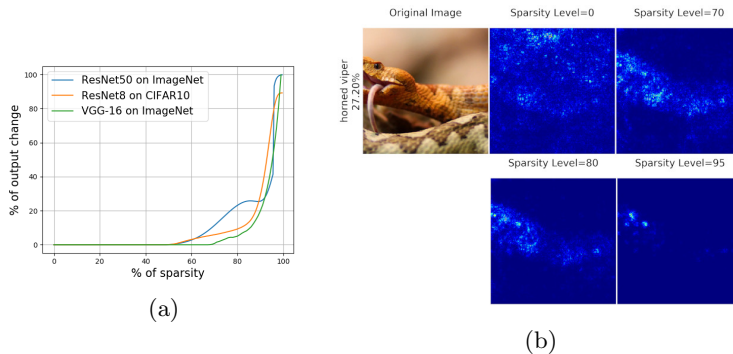 Original Image
Sparsity Level=0
Sparsity Level=70
horned viper
27.20%
Sparsity Level=80
Sparsity Level=95
100
80
60
40
20
0
% of output change
ResNet50 on ImageNet
ResNet8 on CIFAR10
VGG-16 on ImageNet
0 20 40 60 80 100
% of sparsity
(a)
(b)